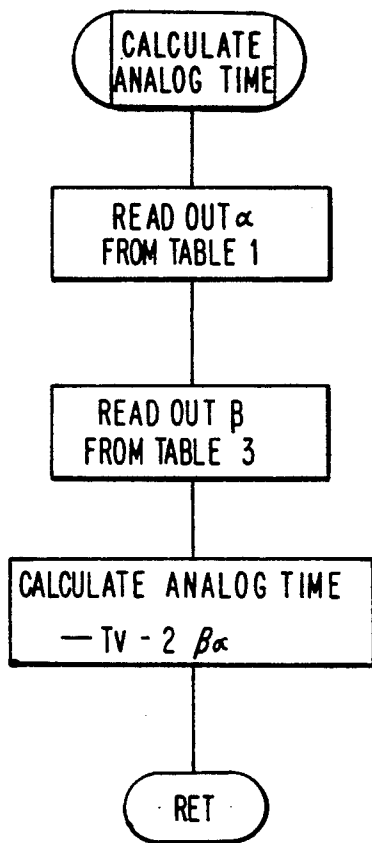 CALCULATE
ANALOG TIME
READ OUT α
FROM TABLE 1
READ OUT β
FROM TABLE 3
CALCULATE ANALOG TIME
— TV - 2 βα
RET